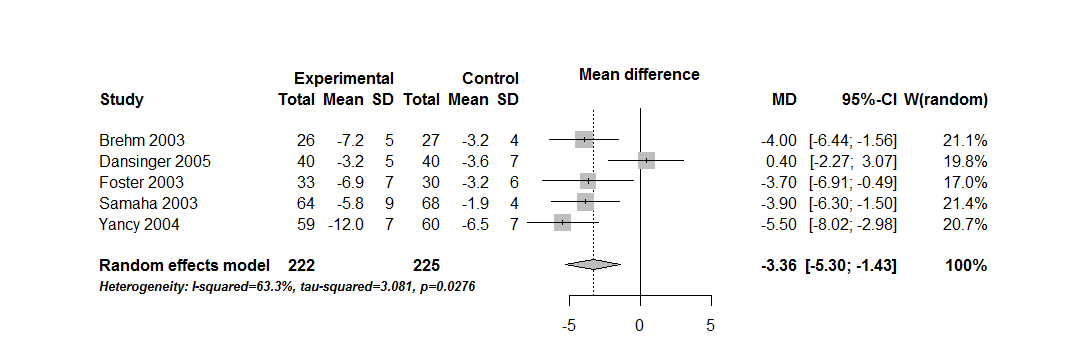 Experimental Control Mean difference
Study Total Mean SD Total Mean SD MD 95%-CI W(random)
Brehm 2003 26 -7.2 5 27 -3.2 4 -4.00 [-6.44; -1.56] 21.1%
Dansinger 2005 40 -3.2 5 40 -3.6 7 0.40 [-2.27; 3.07] 19.8%
Foster 2003 33 -6.9 7 30 -3.2 6 -3.70 [-6.91; -0.49] 17.0%
Samaha 2003 64 -5.8 9 68 -1.9 4 -3.90 [-6.30; -1.50] 21.4%
Yancy 2004 59 -12.0 7 60 -6.5 7 -5.50 [-8.02; -2.98] 20.7%
Random effects model 222 225 -3.36 [-5.30; -1.43] 100%
Heterogeneity: I-squared=63.3%, tau-squared=3.081, p=0.0276
-5 0 5